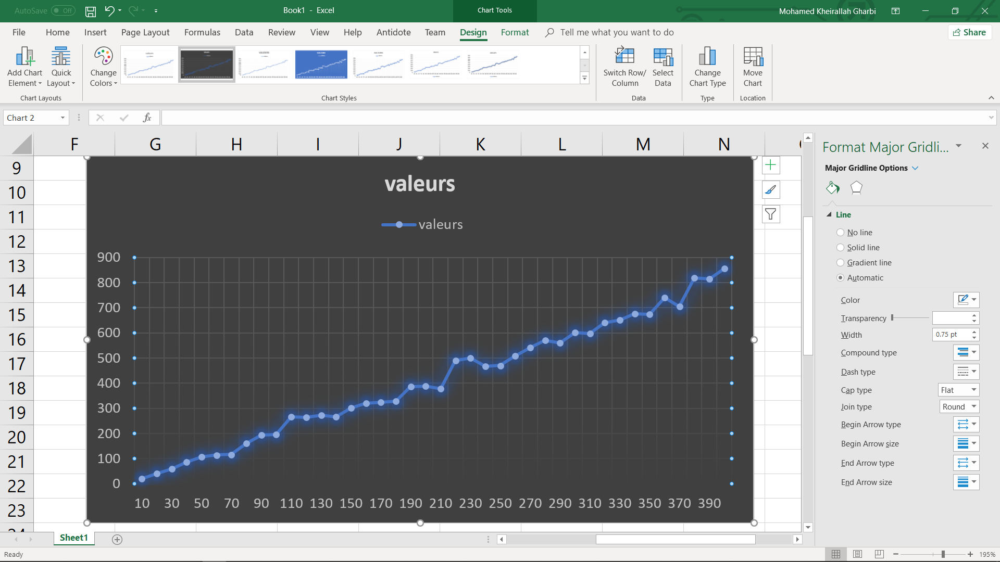 AutoSave Off
Book1 - Excel
Chart Tools
Mohamed Kheirallah Gharbi
File Home Insert Page Layout Formulas Data Review View Help Antidote Team Design Format Tell me what you want to do Share
Add Chart Element
Quick Layout
Change Colors
Switch Row/ Column
Select Data
Change Chart Type
Move Chart
Chart Layouts
Chart Styles
Data
Type
Location
Chart 2
fx
F G H I J K L M N
9
10
11
12
13
14
15
16
17
18
19
20
21
22
23
valeurs
valeurs
900
800
700
600
500
400
300
200
100
0
10 30 50 70 90 110 130 150 170 190 210 230 250 270 290 310 330 350 370 390
Format Major Gridli...
Major Gridline Options
Line
No line
Solid line
Gradient line
Automatic
Color
Transparency
Width 0.75 pt
Compound type
Dash type
Cap type Flat
Join type Round
Begin Arrow type
Begin Arrow size
End Arrow type
End Arrow size
Sheet1
Ready
195%